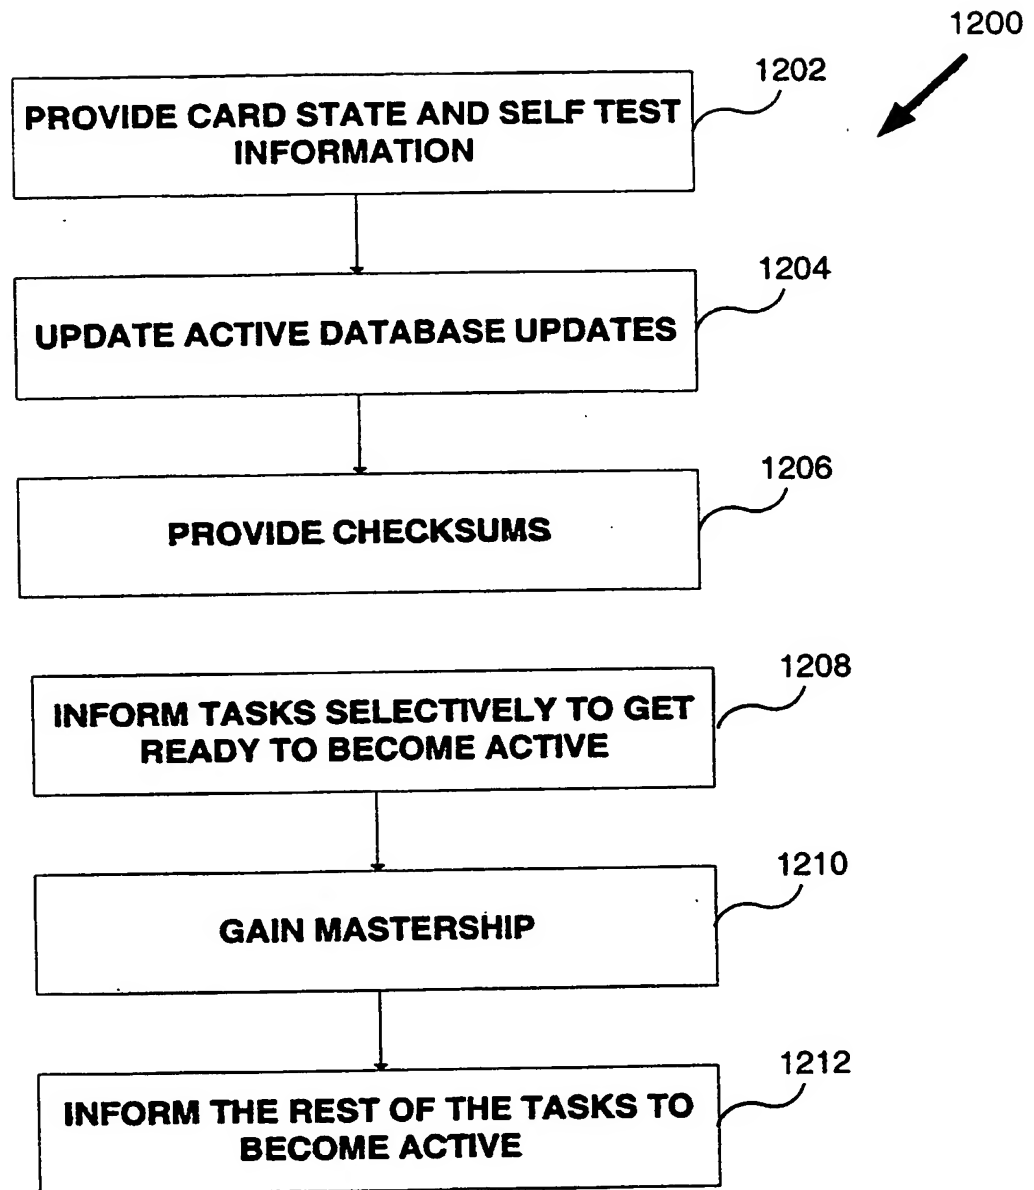 1200
1202
PROVIDE CARD STATE AND SELF TEST
INFORMATION
1204
UPDATE ACTIVE DATABASE UPDATES
1206
PROVIDE CHECKSUMS
1208
INFORM TASKS SELECTIVELY TO GET
READY TO BECOME ACTIVE
1210
GAIN MASTERSHIP
1212
INFORM THE REST OF THE TASKS TO
BECOME ACTIVE